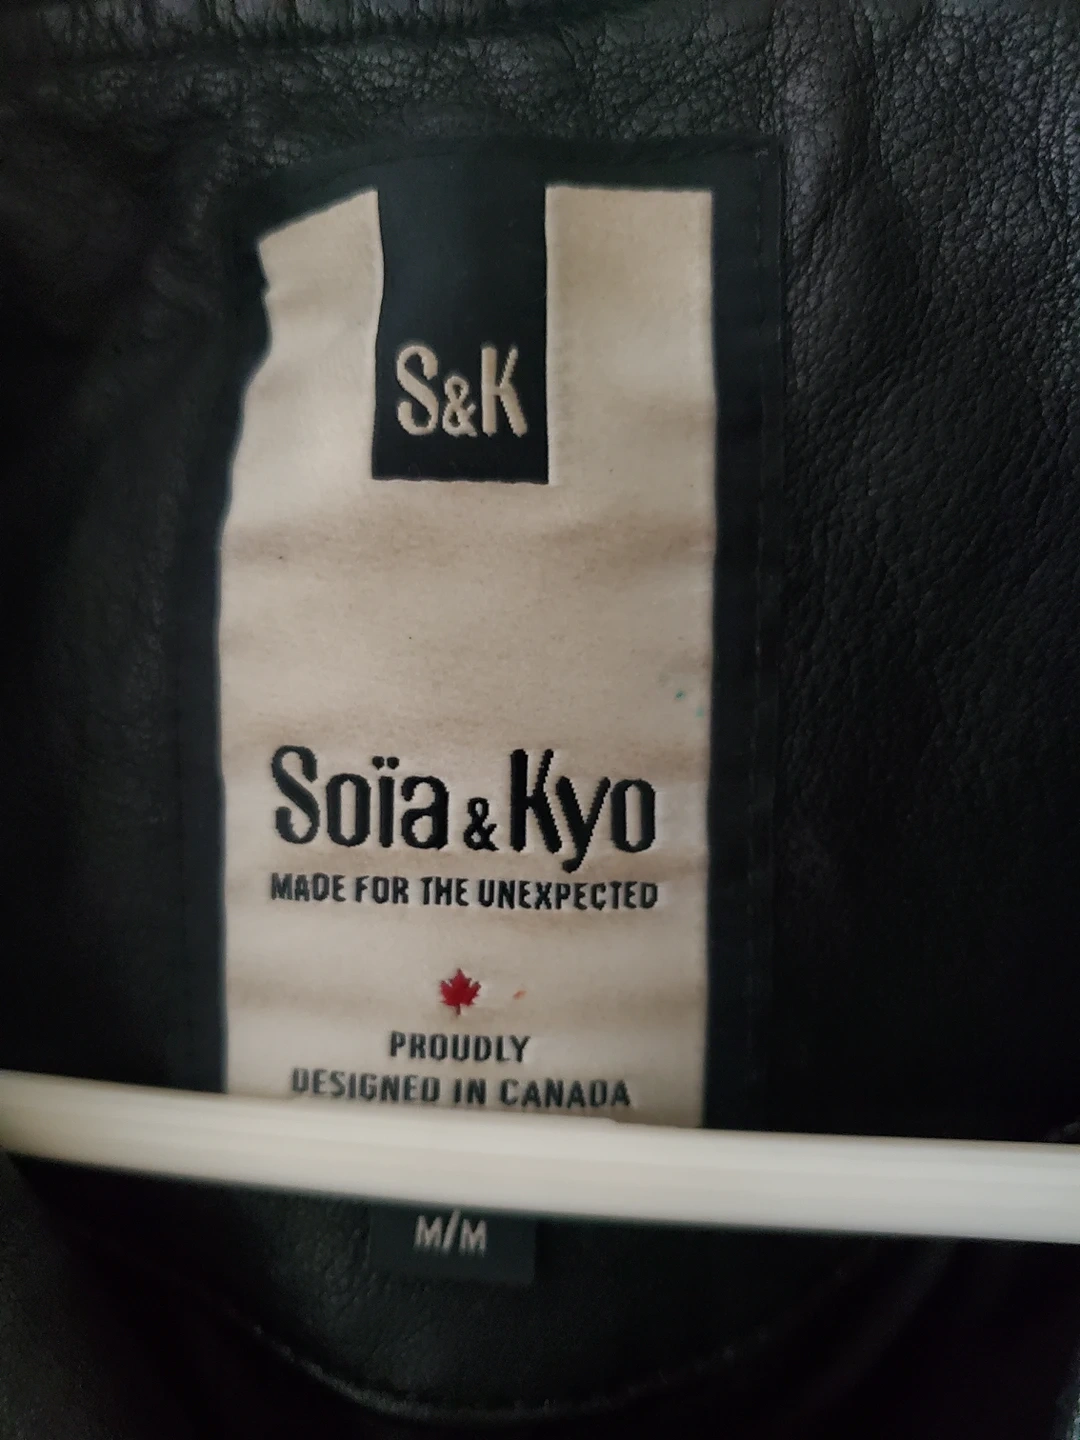 S&K
Soïa & Kyo
MADE FOR THE UNEXPECTED
PROUDLY
DESIGNED IN CANADA
M/M